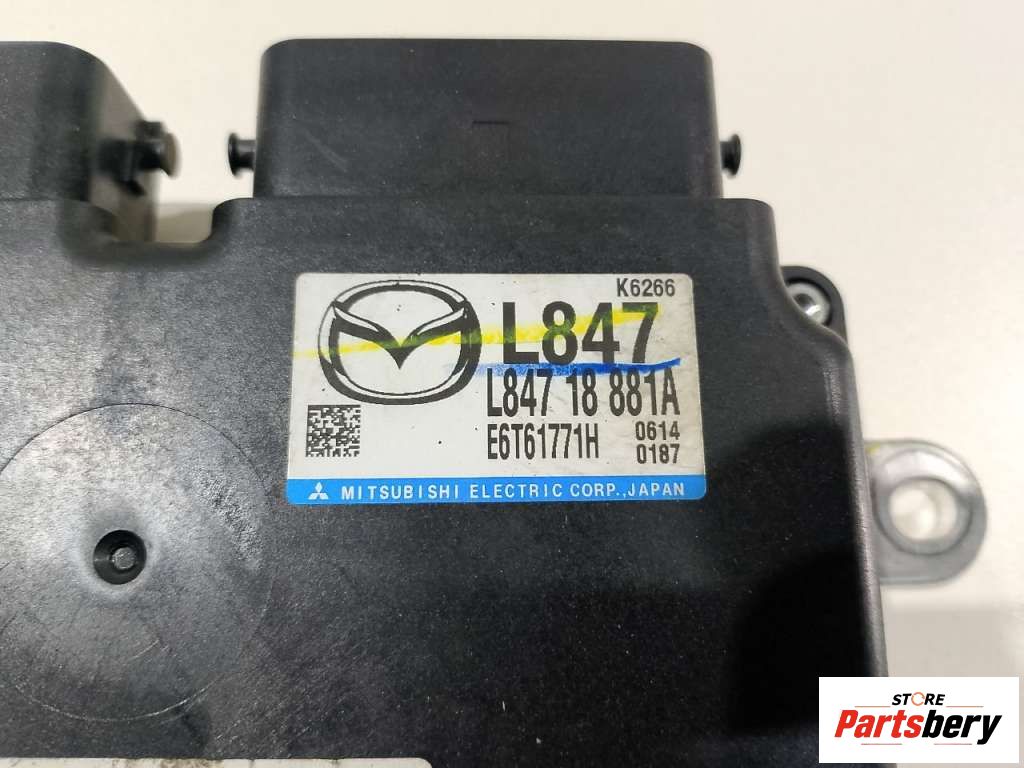 K6266
L847
L847 18 881A
E6T61771H 0614
0187
MITSUBISHI ELECTRIC CORP.,JAPAN
STORE
Partsbery